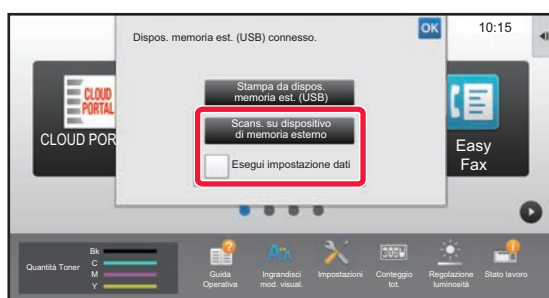 Dispos. memoria est. (USB) connesso.
OK
10:15
Stampa da dispos.
memoria est. (USB)
Scans. su dispositivo
di memoria esterno
Esegui impostazione dati
CLOUD
PORTAL
CLOUD POR
Easy
Fax
Quantità Toner
Bk
C
M
Y
Guida
Operativa
Ingrandisci
mod. visual.
Impostazioni
Conteggio
tot.
Regolazione
luminosità
Stato lavoro